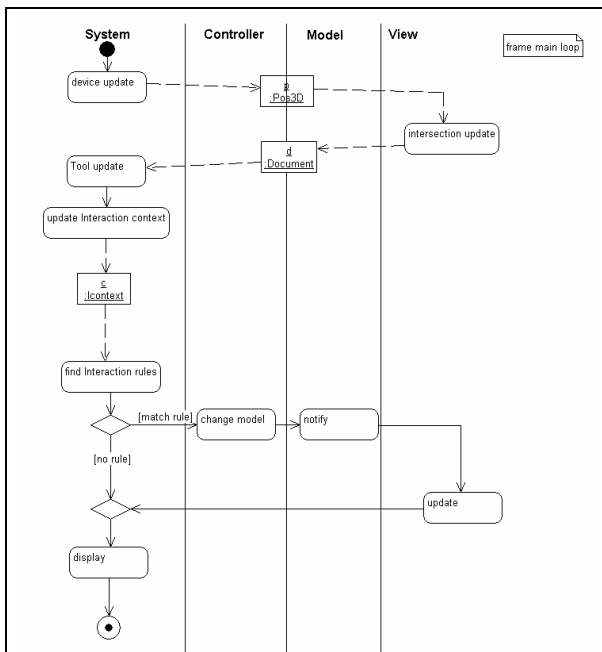 System
Controller
Model
View
frame main loop
device update
p
:Pos3D
intersection update
d
:Document
Tool update
update Interaction context
c
:Icontext
find Interaction rules
[match rule]
change model
notify
[no rule]
update
display